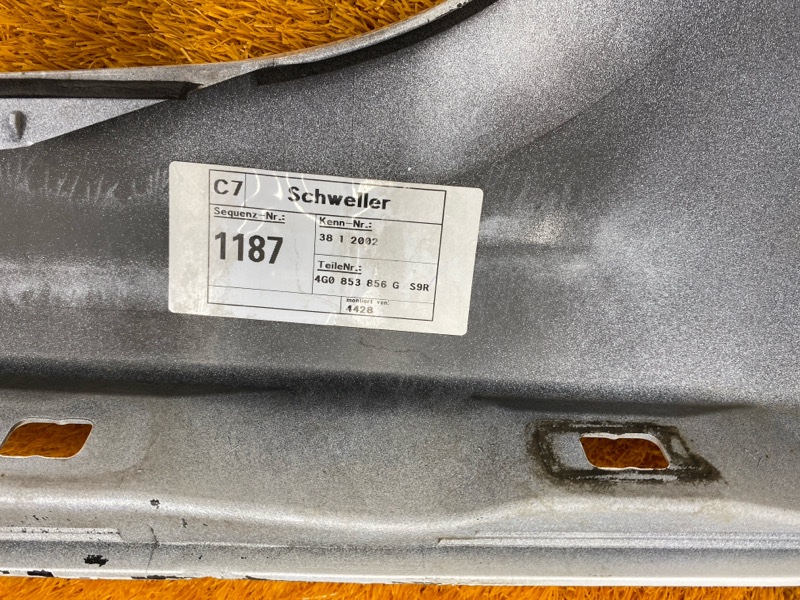 C7 Schweller
Sequenz-Nr.:
1187
Kenn-Nr.:
38 1 2002
TeileNr.:
4G0 853 856 G S9R
montiert von:
4428